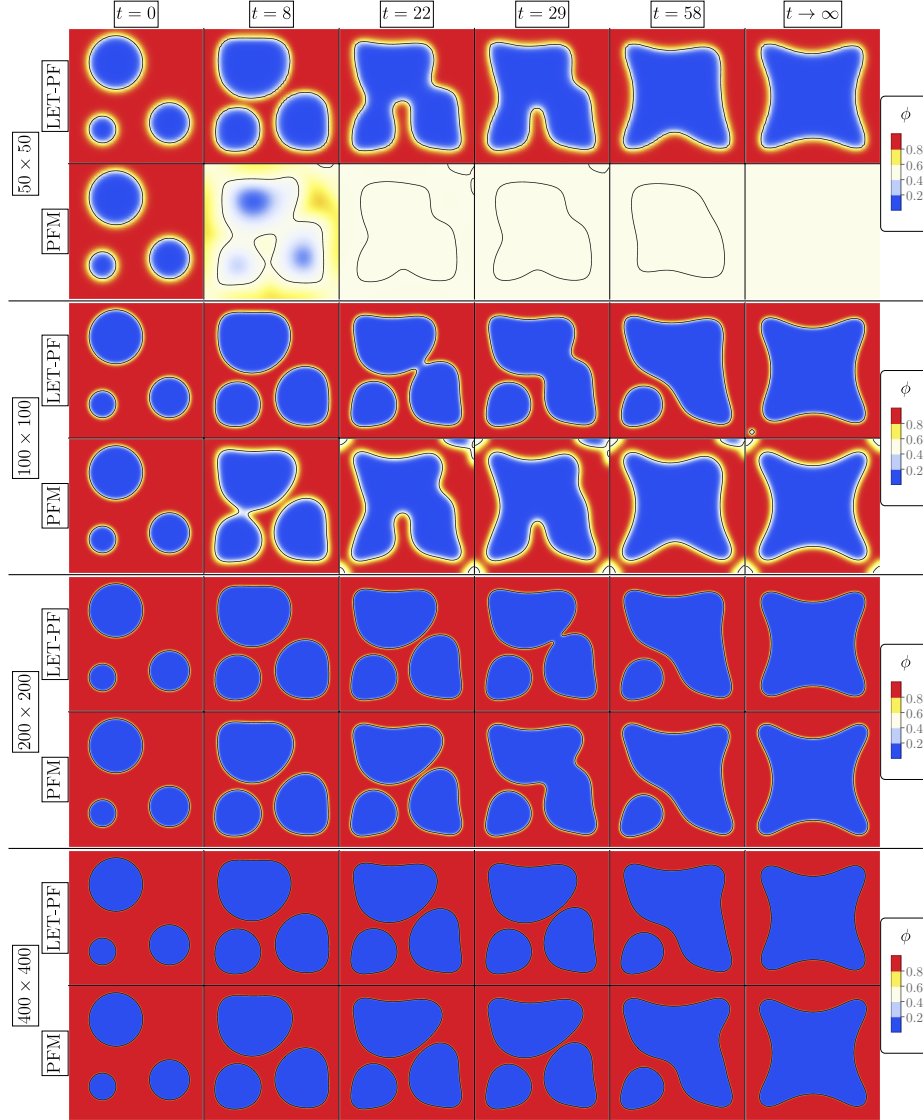 t = 0 t = 8 t = 22 t = 29 t = 58 t → ∞
50 × 50
LET-PF
PFM
ϕ
0.8
0.6
0.4
0.2
100 × 100
LET-PF
PFM
ϕ
0.8
0.6
0.4
0.2
200 × 200
LET-PF
PFM
ϕ
0.8
0.6
0.4
0.2
400 × 400
LET-PF
PFM
ϕ
0.8
0.6
0.4
0.2